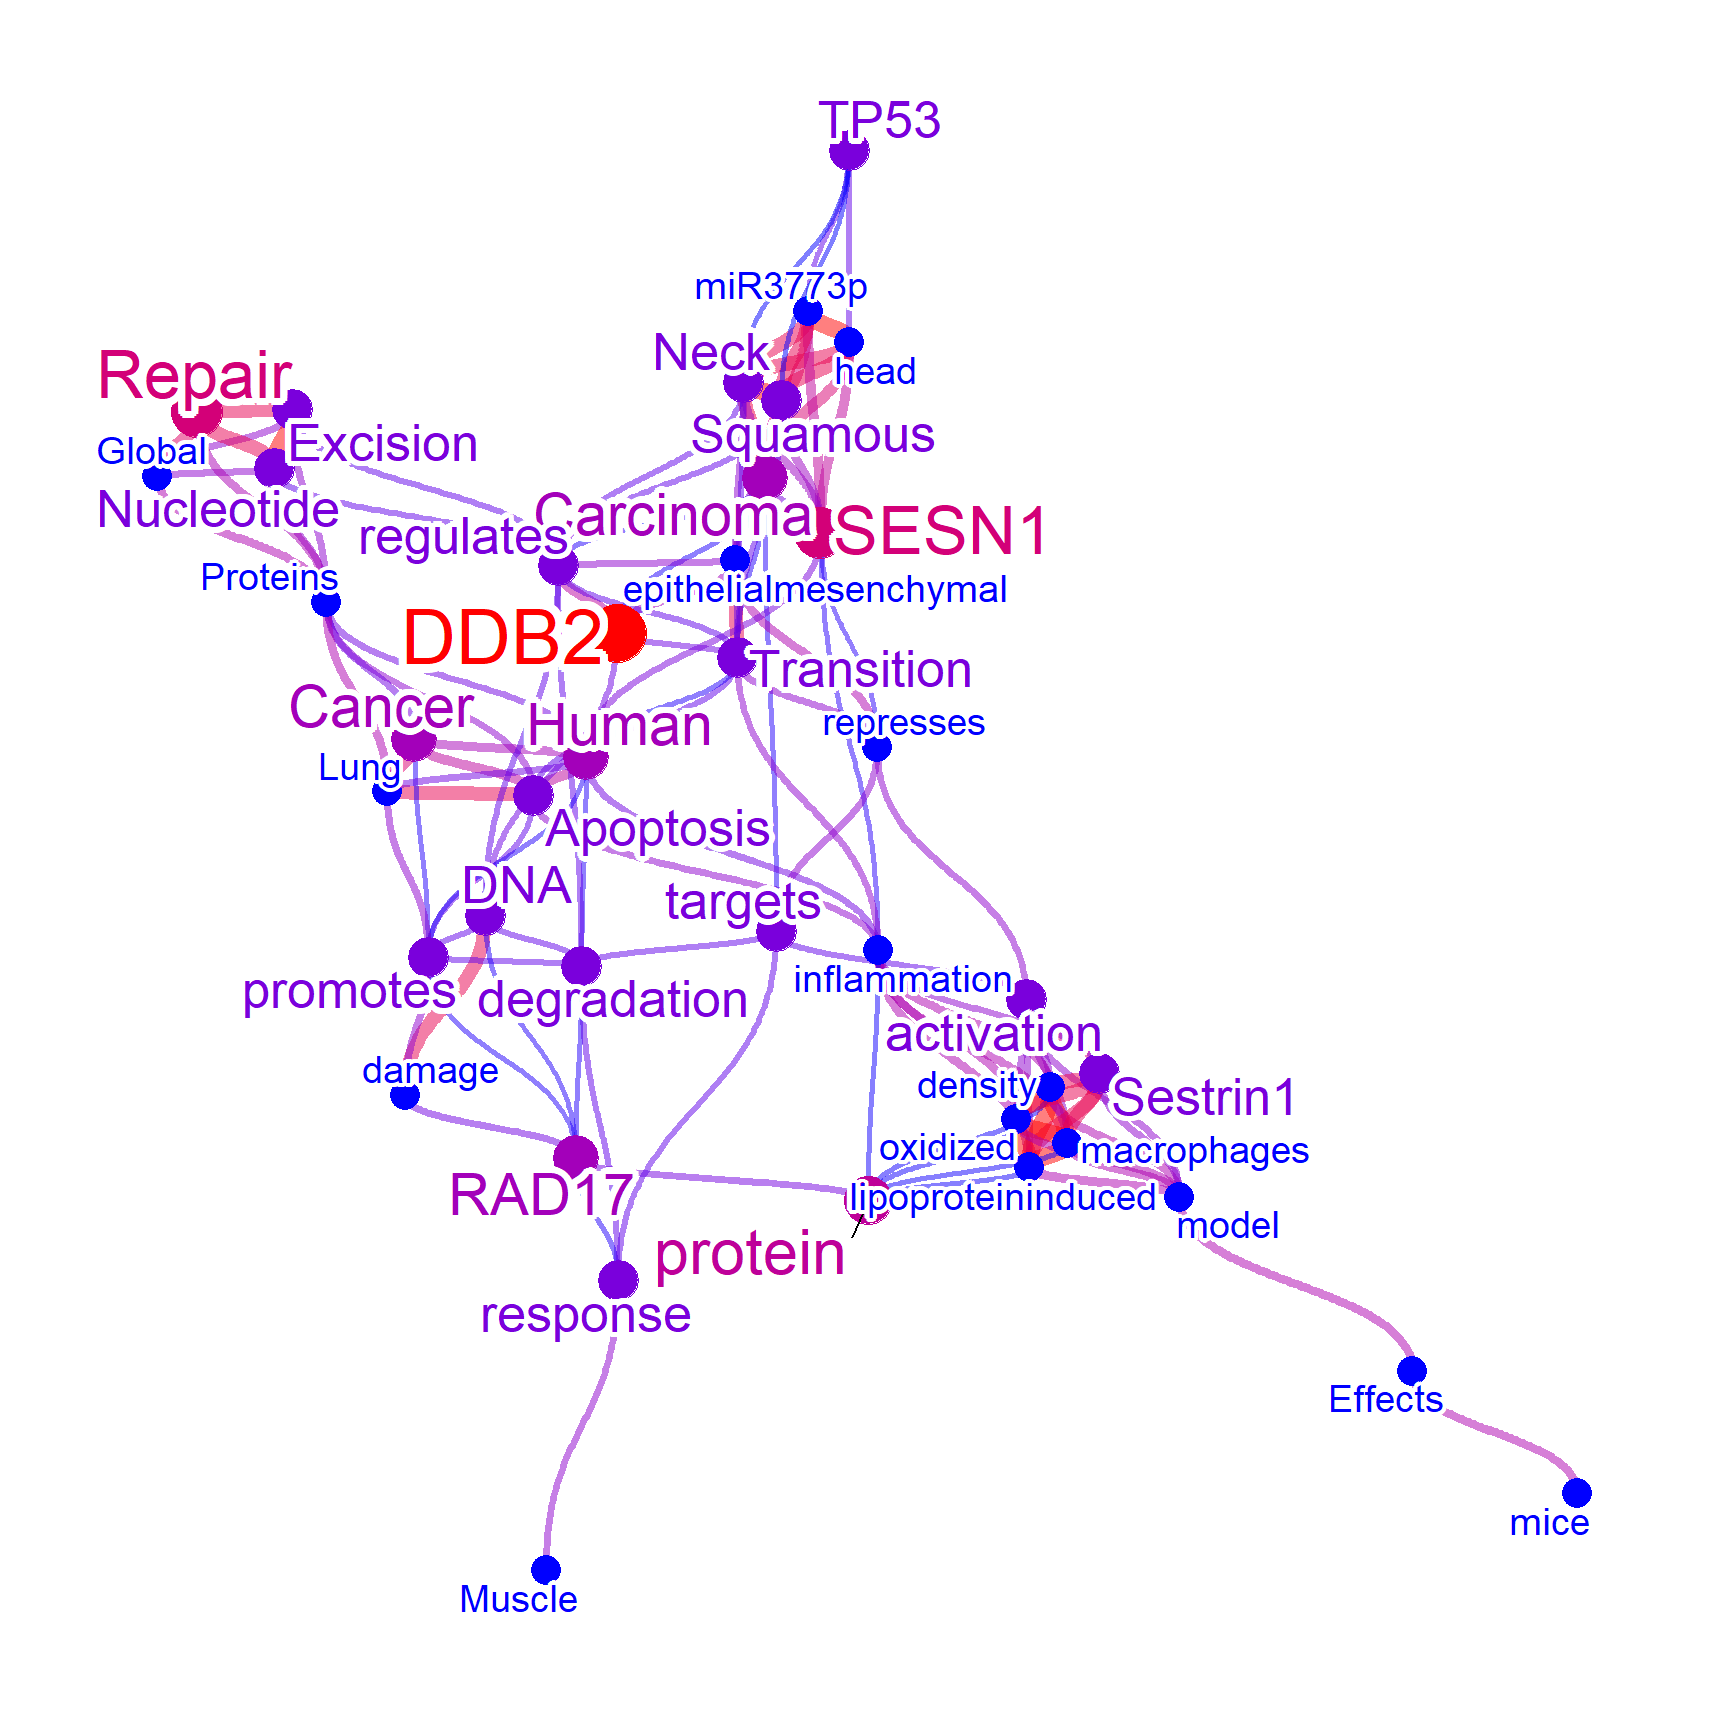 TP53
miR3773p
Neck
head
Repair
Squamous
Excision
Global
Nucleotide
Carcinoma
SESN1
regulates
Proteins
epithelialmesenchymal
DDB2
Transition
Cancer
Human
represses
Lung
Apoptosis
DNA
targets
promotes
degradation
inflammation
activation
damage
density
Sestrin1
oxidized
macrophages
RAD17
lipoproteininduced
model
protein
response
Effects
mice
Muscle